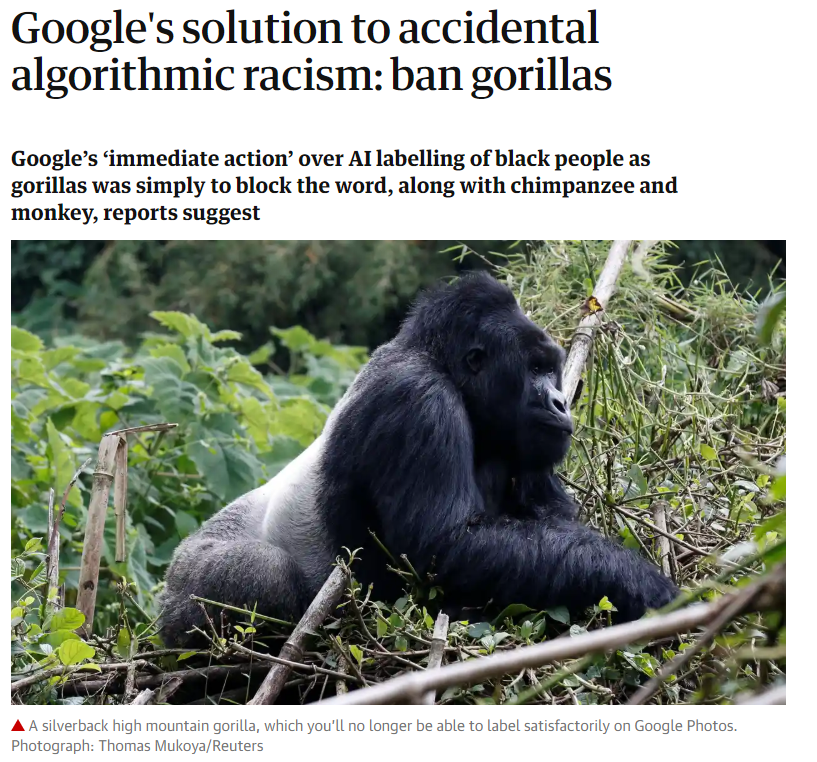 Google's solution to accidental
algorithmic racism: ban gorillas
Google’s ‘immediate action’ over AI labelling of black people as
gorillas was simply to block the word, along with chimpanzee and
monkey, reports suggest
A silverback high mountain gorilla, which you’ll no longer be able to label satisfactorily on Google Photos.
Photograph: Thomas Mukoya/Reuters